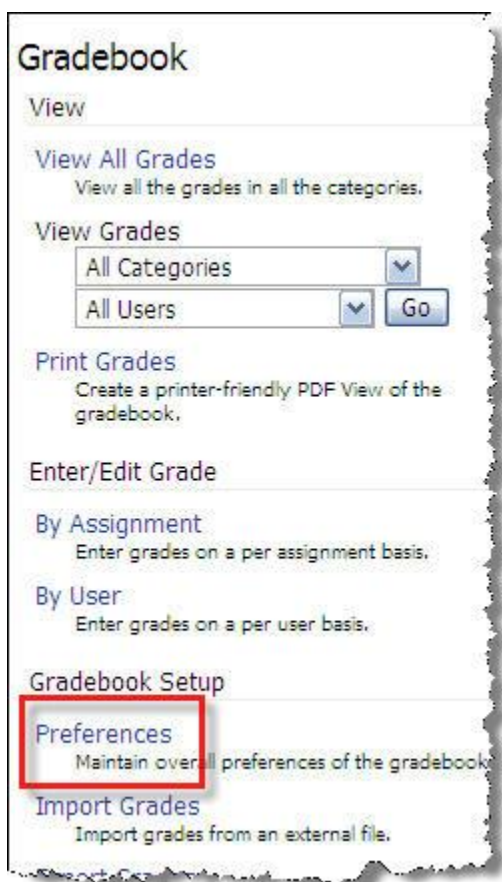 Gradebook
View
View All Grades
View all the grades in all the categories.
View Grades
All Categories
All Users
Go
Print Grades
Create a printer-friendly PDF View of the
gradebook.
Enter/Edit Grade
By Assignment
Enter grades on a per assignment basis.
By User
Enter grades on a per user basis.
Gradebook Setup
Preferences
Maintain overall preferences of the gradebook
Import Grades
Import grades from an external file.